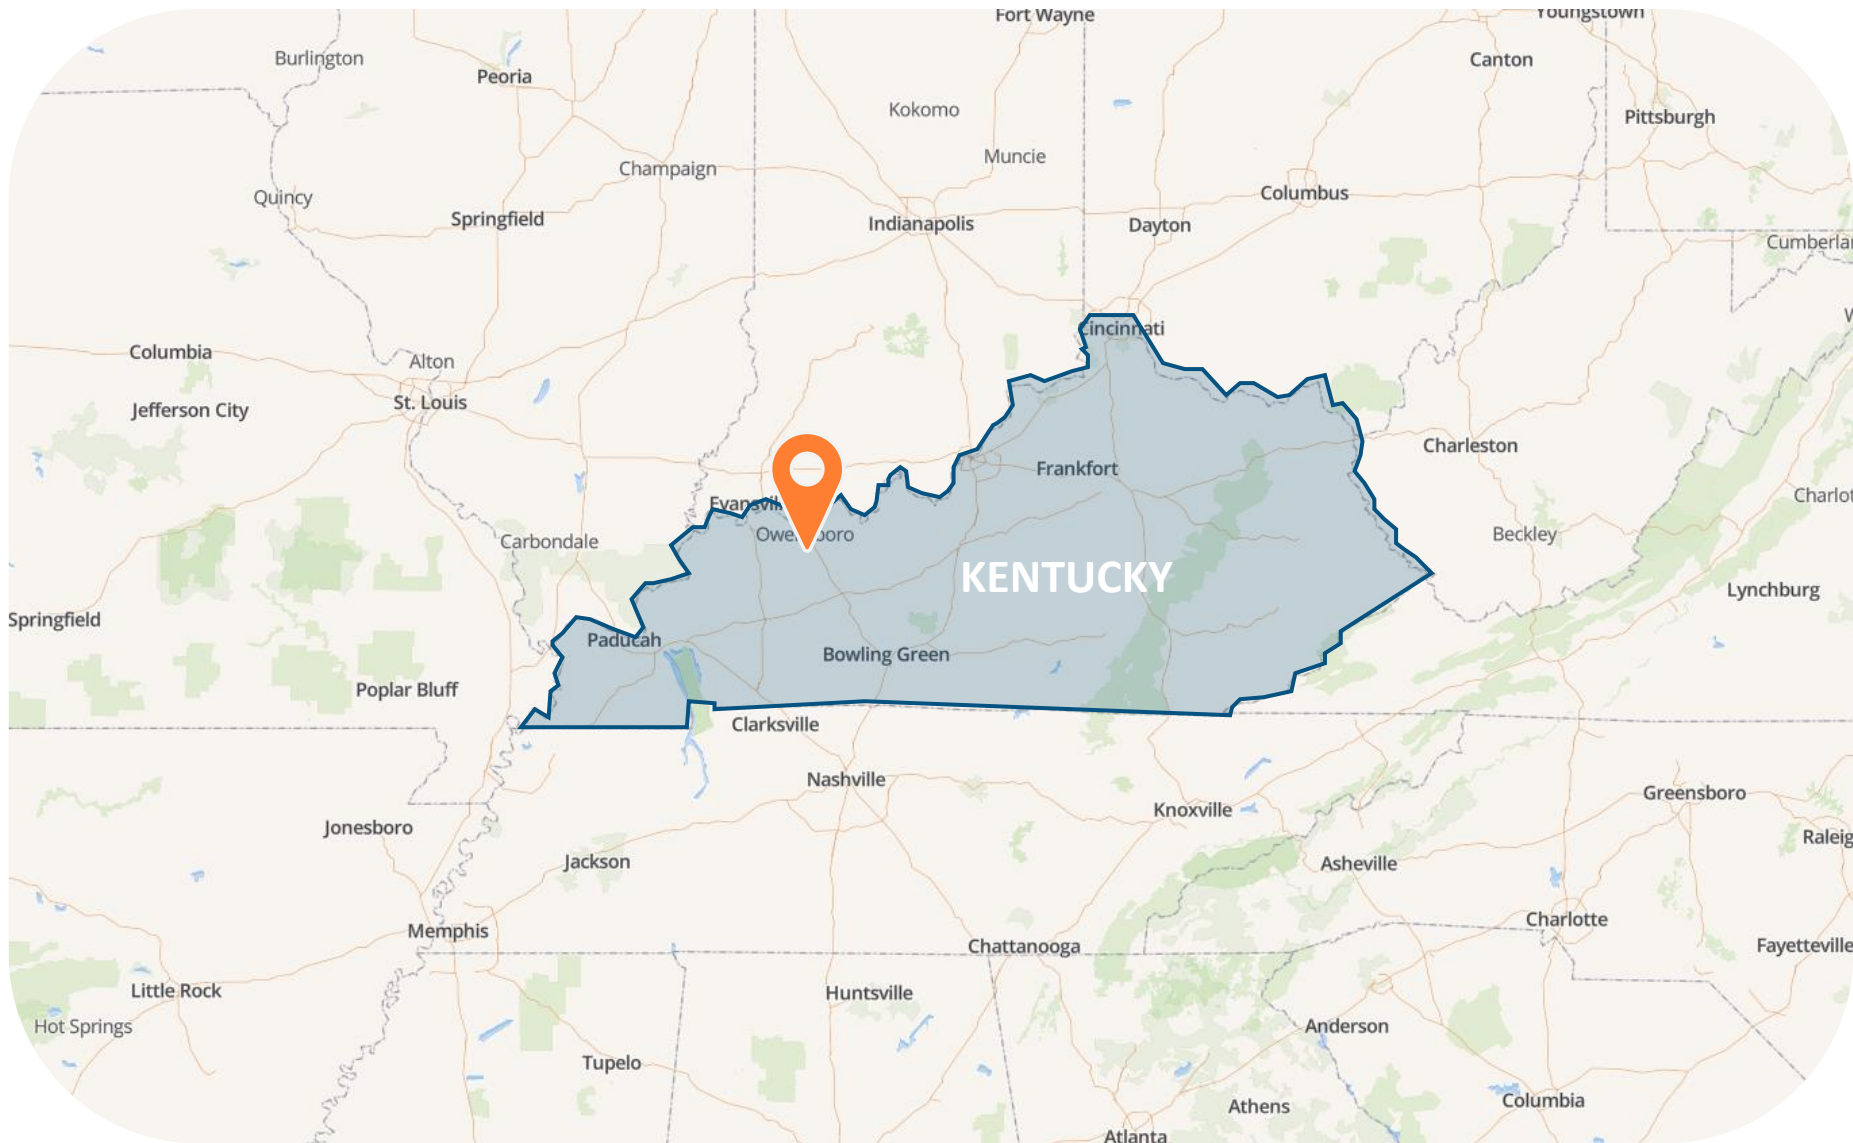 Fort Wayne
Youngstown
Burlington
Canton
Peoria
Kokomo
Pittsburgh
Muncie
Champaign
Columbus
Quincy
Springfield
Indianapolis
Dayton
Cumberlan
Cincinnati
Columbia
Alton
St. Louis
Jefferson City
Charleston
Frankfort
Charlot
Evansvil
Owe boro
Carbondale
Beckley
KENTUCKY
Lynchburg
Springfield
Paducah
Bowling Green
Poplar Bluff
Clarksville
Nashville
Greensboro
Knoxville
Jonesboro
Raleig
Jackson
Asheville
Memphis
Charlotte
Chattanooga
Fayetteville
Little Rock
Huntsville
Hot Springs
Anderson
Tupelo
Columbia
Athens
Atlanta